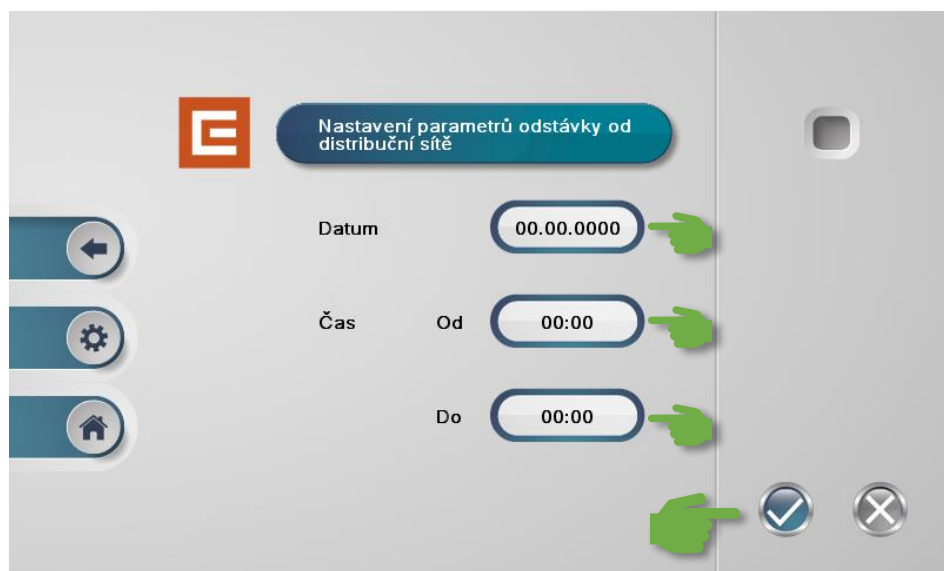 Nastavení parametrů odstávky od
distribuční sítě
Datum
00.00.0000
Čas
Od
00:00
Do
00:00